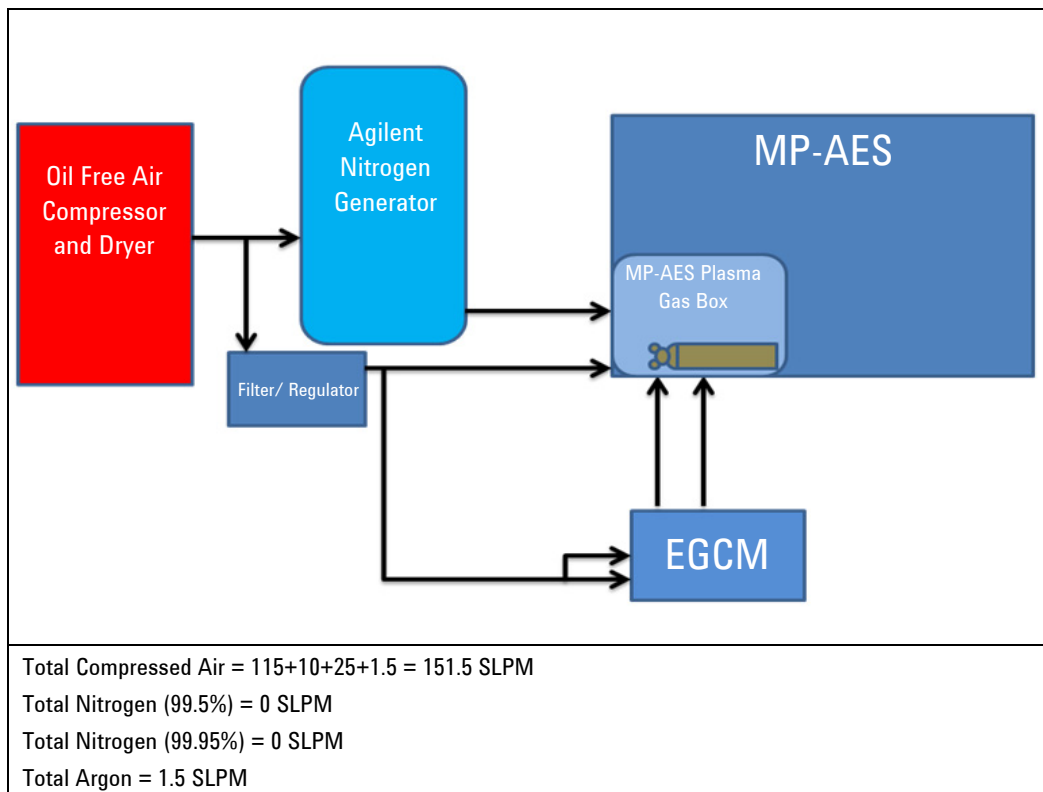 Oil Free Air
Compressor
and Dryer
Agilent
Nitrogen
Generator
MP-AES
MP-AES Plasma
Gas Box
Filter/ Regulator
EGCM
Total Compressed Air = 115+10+25+1.5 = 151.5 SLPM
Total Nitrogen (99.5%) = 0 SLPM
Total Nitrogen (99.95%) = 0 SLPM
Total Argon = 1.5 SLPM